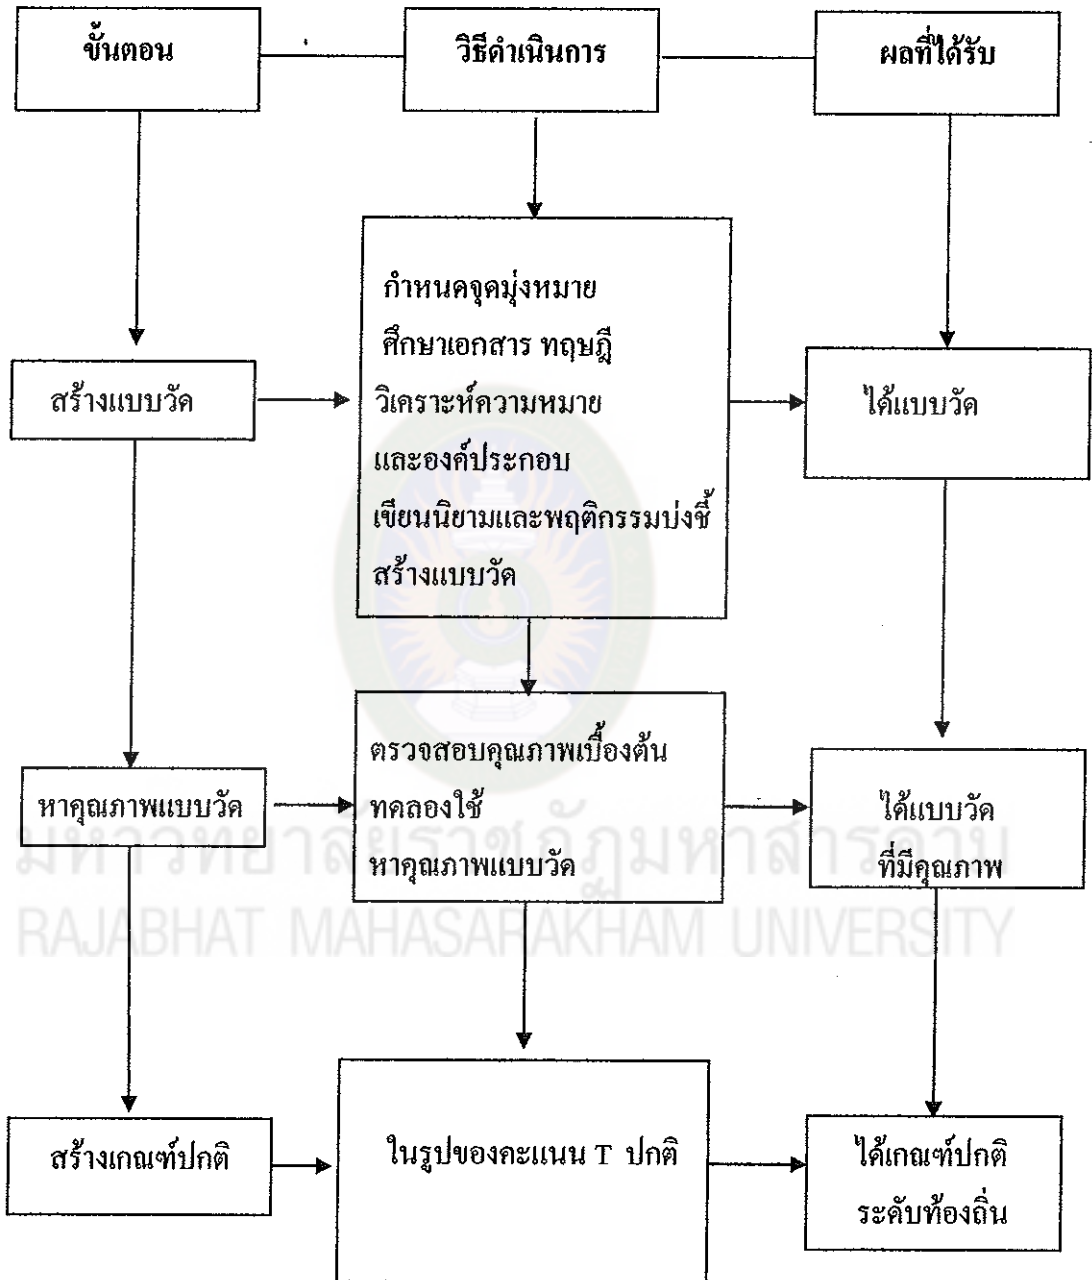 ขั้นตอน
วิธีดำเนินการ
ผลที่ได้รับ
กำหนดจุดมุ่งหมาย
ศึกษาเอกสาร ทฤษฎี
วิเคราะห์ความหมาย
และองค์ประกอบ
เขียนนิยามและพฤติกรรมบ่งชี้
สร้างแบบวัด
สร้างแบบวัด
ได้แบบวัด
ตรวจสอบคุณภาพเบื้องต้น
ทดลองใช้
หาคุณภาพแบบวัด
หาคุณภาพแบบวัด
ได้แบบวัด
ที่มีคุณภาพ
มหาวิทยาลัยราชภัฏมหาสารคาม
RAJABHAT MAHASARAKHAM UNIVERSITY
สร้างเกณฑ์ปกติ
ในรูปของคะแนน T ปกติ
ได้เกณฑ์ปกติ
ระดับท้องถิ่น